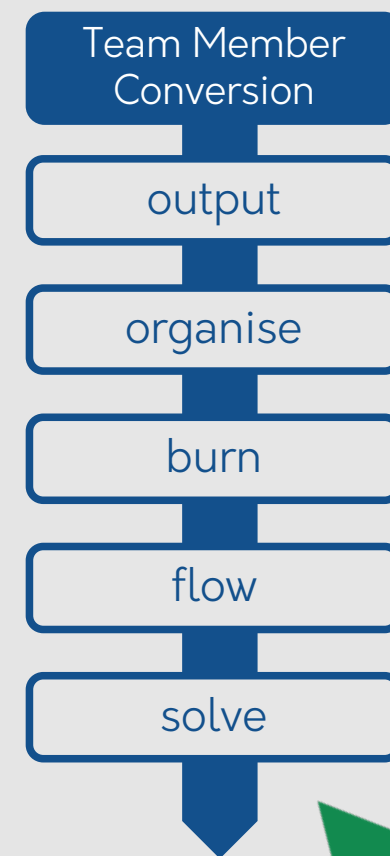 Team Member
Conversion
output
organise
burn
flow
solve